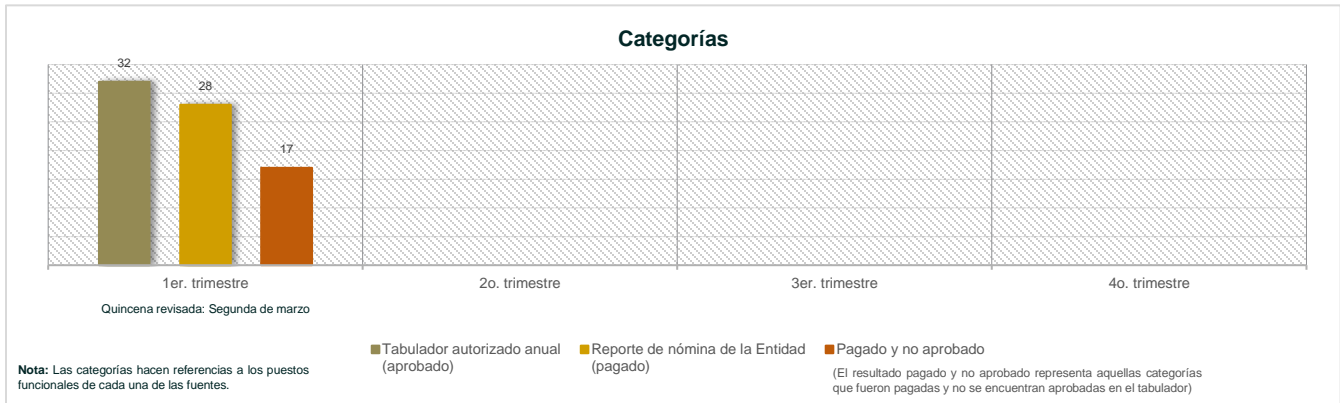 Categorías
32
28
17
1er. trimestre
2o. trimestre
3er. trimestre
4o. trimestre
Quincena revisada: Segunda de marzo
Tabulador autorizado anual
(aprobado)
Reporte de nómina de la Entidad
(pagado)
Pagado y no aprobado
(El resultado pagado y no aprobado representa aquellas categorías
que fueron pagadas y no se encuentran aprobadas en el tabulador)
Nota: Las categorías hacen referencias a los puestos
funcionales de cada una de las fuentes.